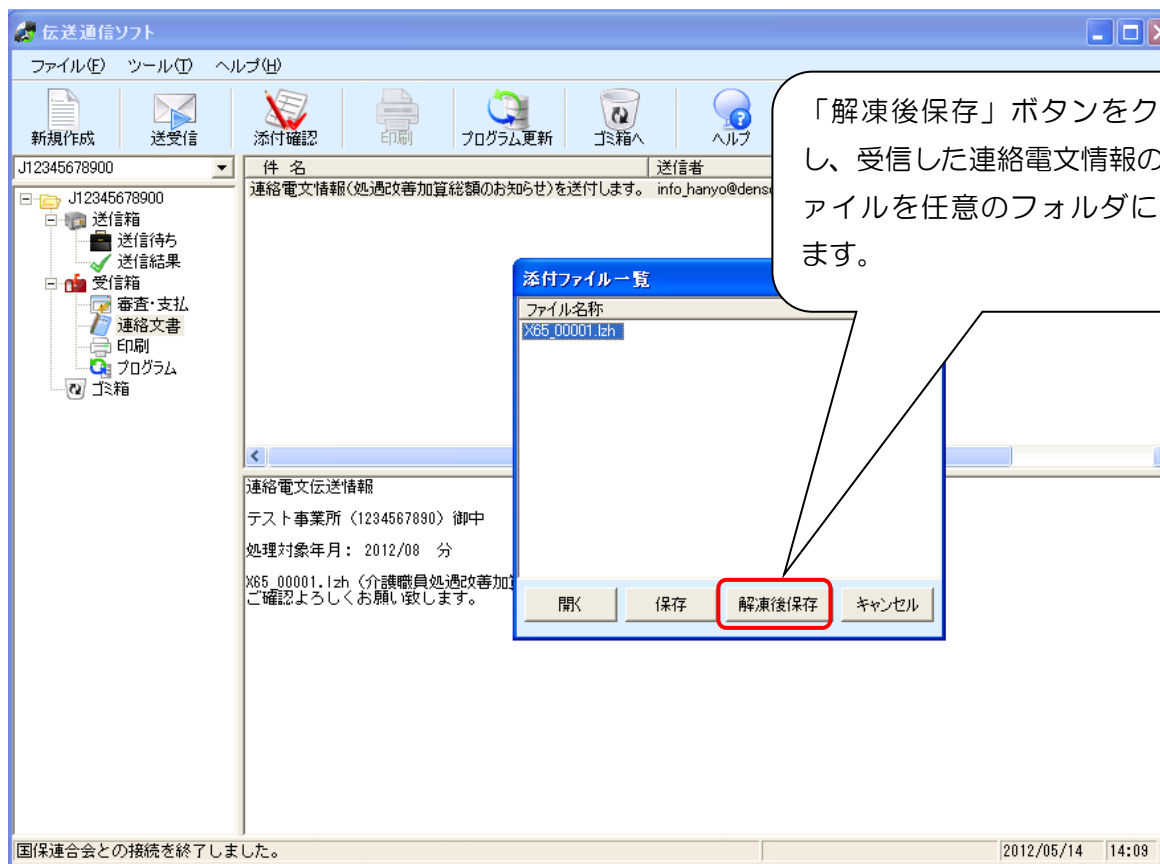 伝送通信ソフト
ファイル(F) ツール(T) ヘルプ(H)
新規作成 送受信 添付確認 印刷 プログラム更新 ゴミ箱へ ヘルプ
「解凍後保存」ボタンをク
し、受信した連絡電文情報の
ァイルを任意のフォルダに
ます。
J12345678900
件 名 送信者
連絡電文情報(処遇改善加算総額のお知らせ)を送付します。 info_hanyo@dens
J12345678900
送信箱
送信待ち
送信結果
受信箱
審査・支払
連絡文書
印刷
プログラム
ゴミ箱
添付ファイル一覧
ファイル名称
X65_00001.lzh
開く 保存 解凍後保存 キャンセル
連絡電文伝送情報
テスト事業所（1234567890）御中
処理対象年月： 2012/08 分
X65_00001.lzh（介護職員処遇改善加
ご確認よろしくお願い致します。
国保連合会との接続を終了しました。
2012/05/14 14:09